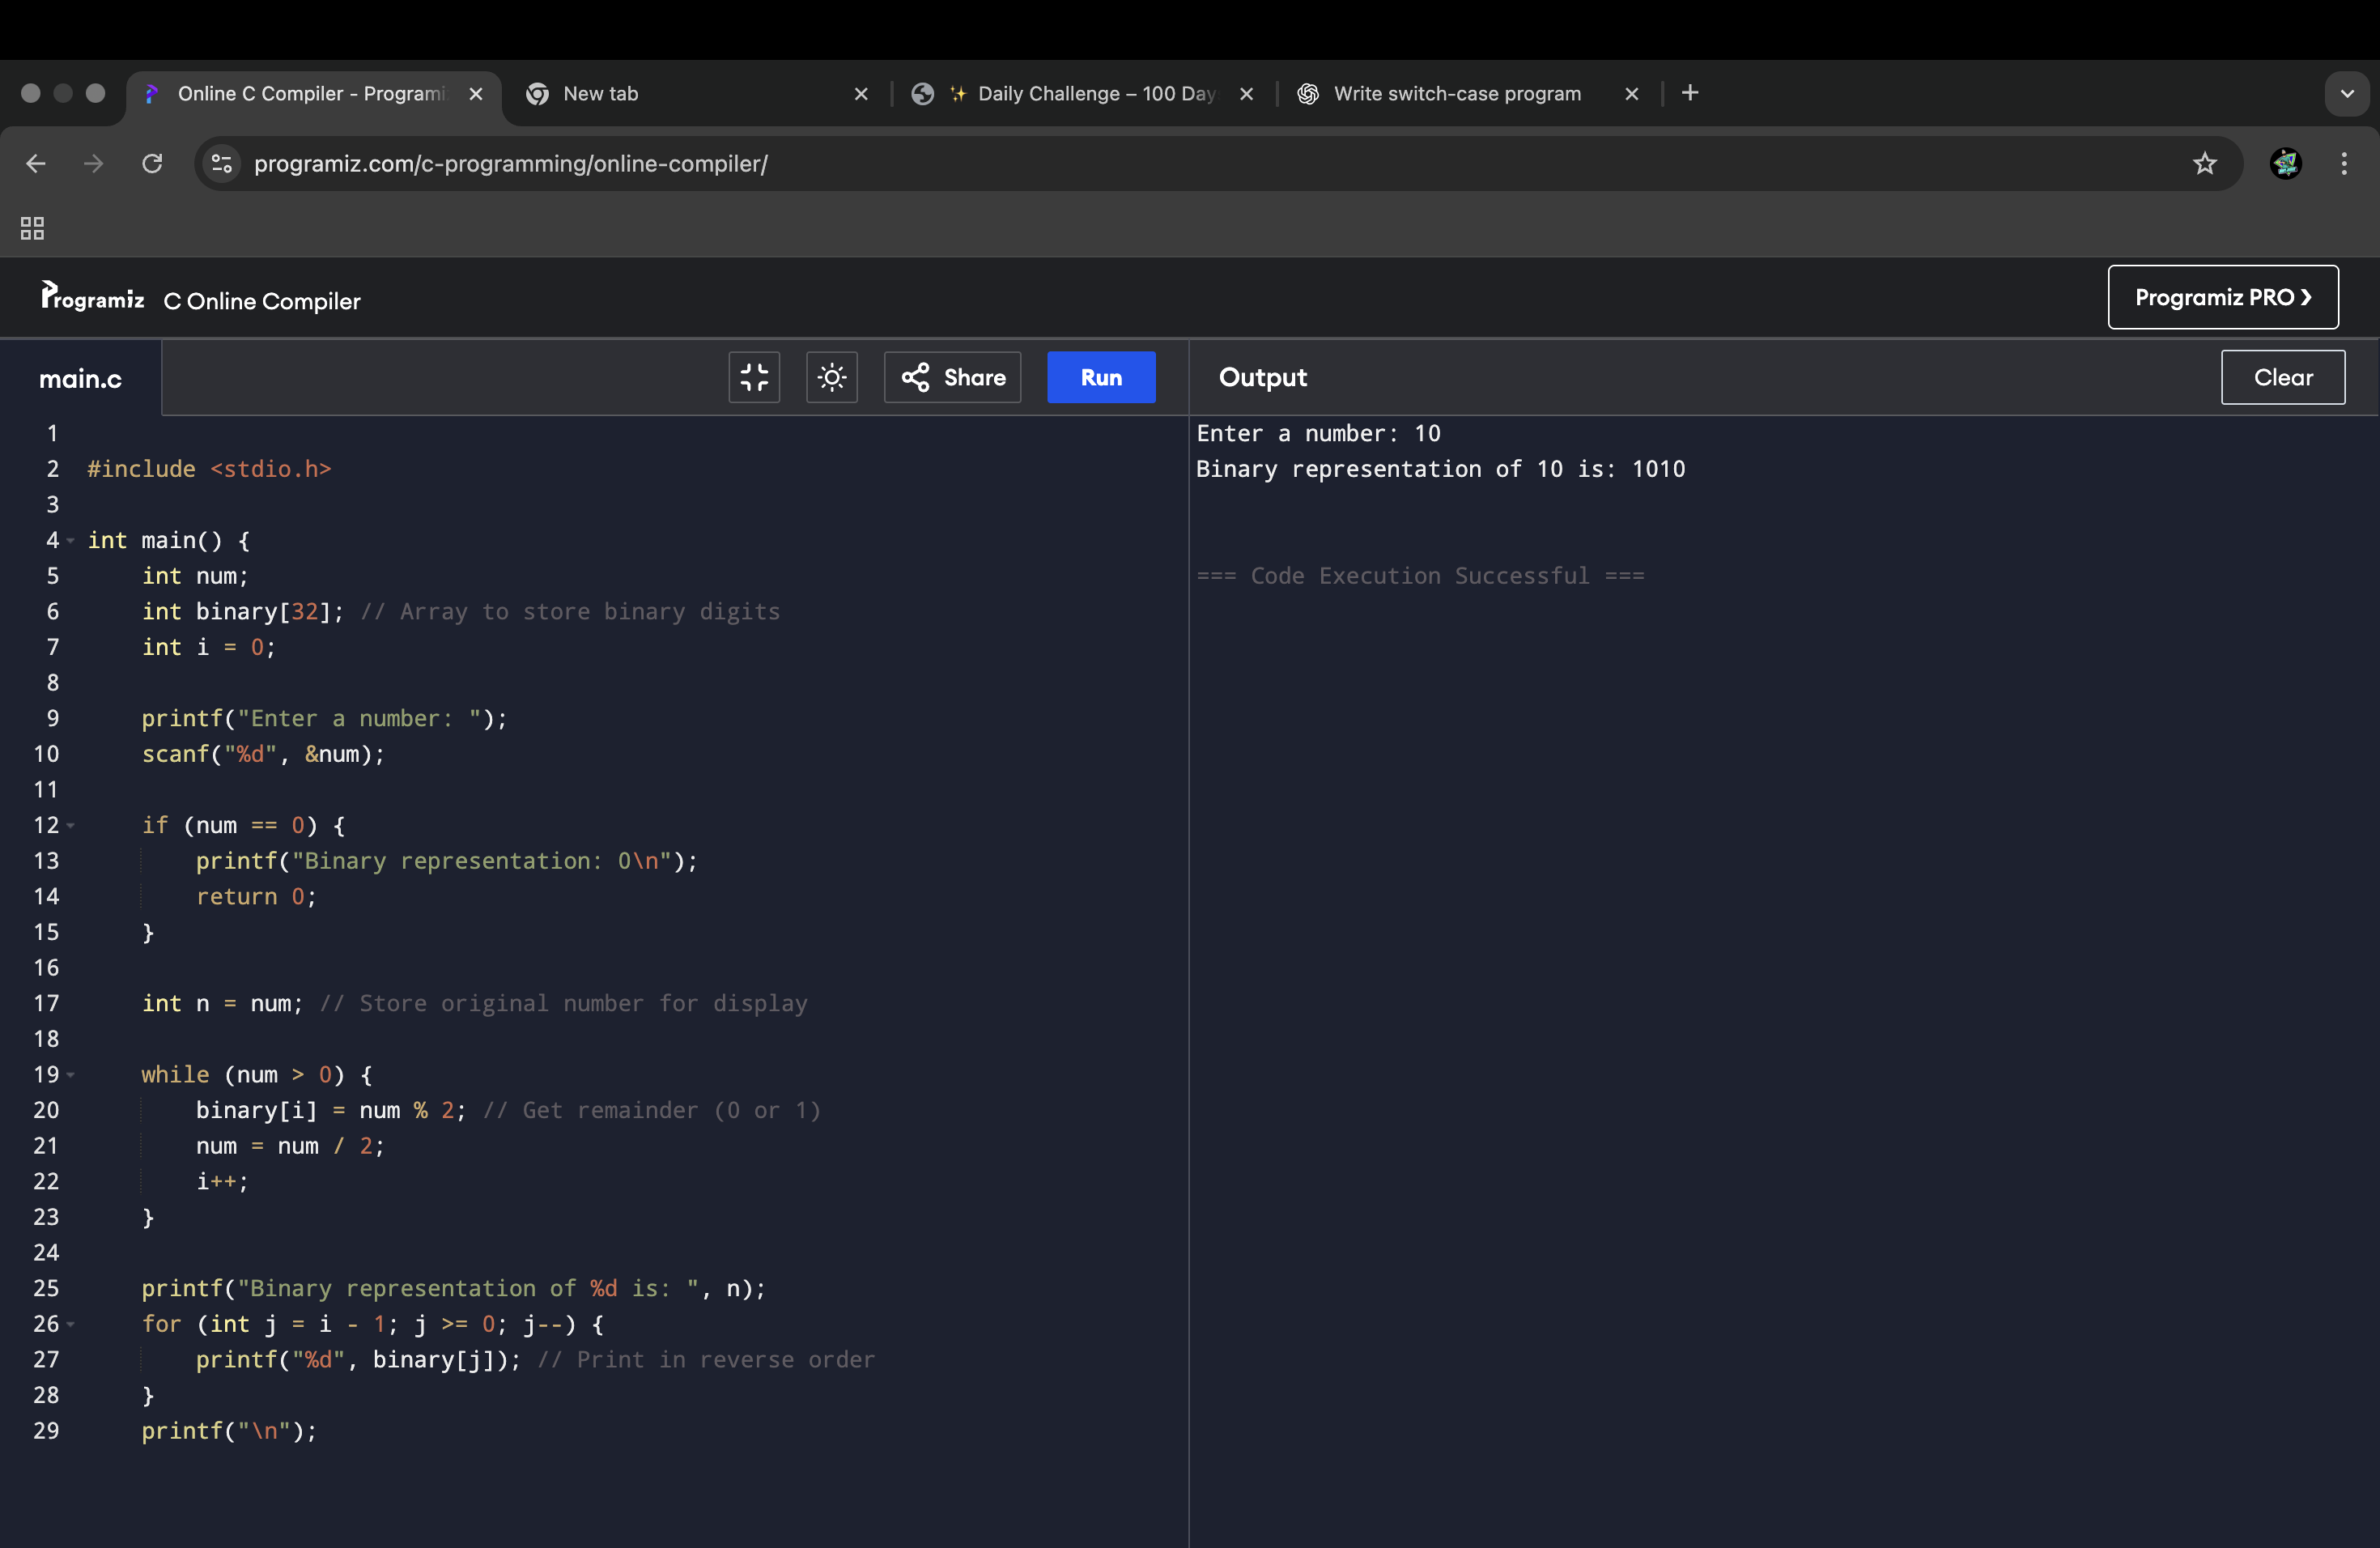 Online C Compiler - Programi
New tab
✨ Daily Challenge – 100 Day
Write switch-case program
programiz.com/c-programming/online-compiler/
Programiz C Online Compiler
Programiz PRO ❯
main.c
Share
Run
Output
Clear
1
2 #include <stdio.h>
3
4 int main() {
5     int num;
6     int binary[32]; // Array to store binary digits
7     int i = 0;
8
9     printf("Enter a number: ");
10     scanf("%d", &num);
11
12     if (num == 0) {
13         printf("Binary representation: 0\n");
14         return 0;
15     }
16
17     int n = num; // Store original number for display
18
19     while (num > 0) {
20         binary[i] = num % 2; // Get remainder (0 or 1)
21         num = num / 2;
22         i++;
23     }
24
25     printf("Binary representation of %d is: ", n);
26     for (int j = i - 1; j >= 0; j--) {
27         printf("%d", binary[j]); // Print in reverse order
28     }
29     printf("\n");
Enter a number: 10
Binary representation of 10 is: 1010
=== Code Execution Successful ===